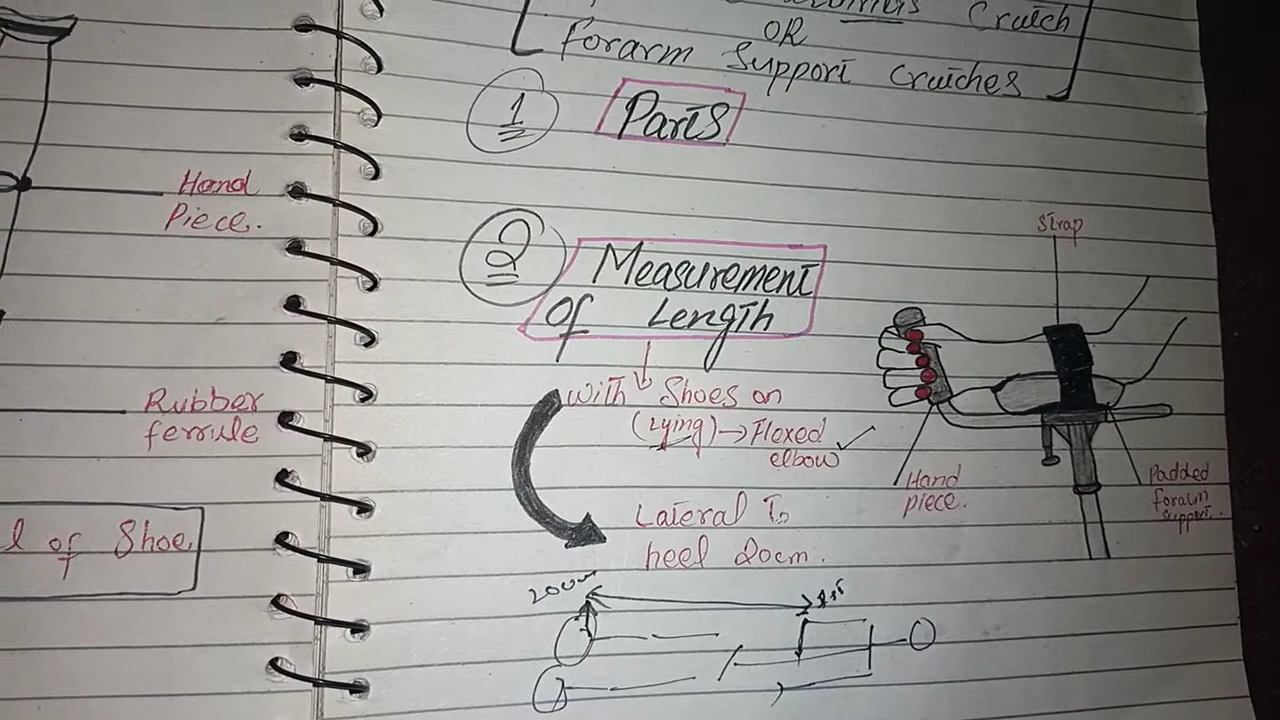 Hand
Piece.
Rubber
ferrule
l of Shoe
Crutch
OR
Forarm Support Crutches
1
Parts
2
Measurement
Of Length
With Shoes on
(Lying) → Flexed
elbow ✓
Lateral To
heel 20cm.
20cm
Strap
Hand
piece.
Padded
forarm
support.